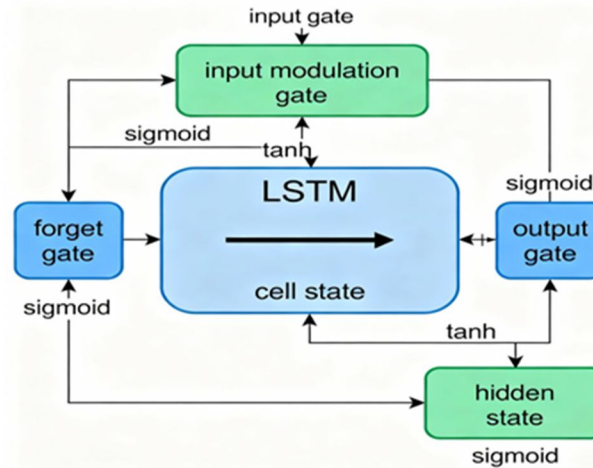 input gate
input modulation
gate
sigmoid
tanh
LSTM
sigmoid
forget
gate
output
gate
cell state
sigmoid
tanh
hidden
state
sigmoid